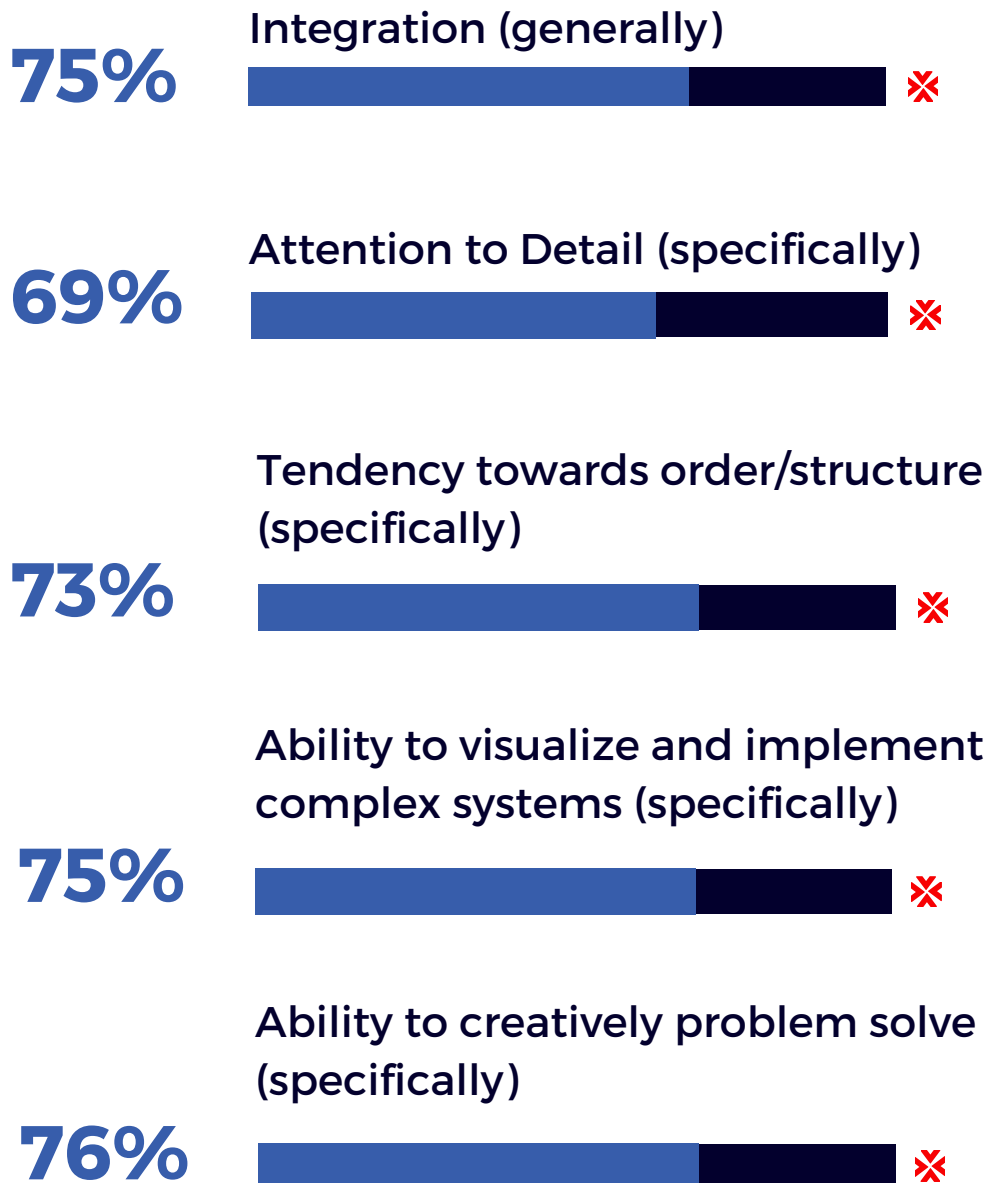 Integration (generally)
75%
※
Attention to Detail (specifically)
69%
※
Tendency towards order/structure
(specifically)
73%
※
Ability to visualize and implement
complex systems (specifically)
75%
※
Ability to creatively problem solve
(specifically)
76%
※